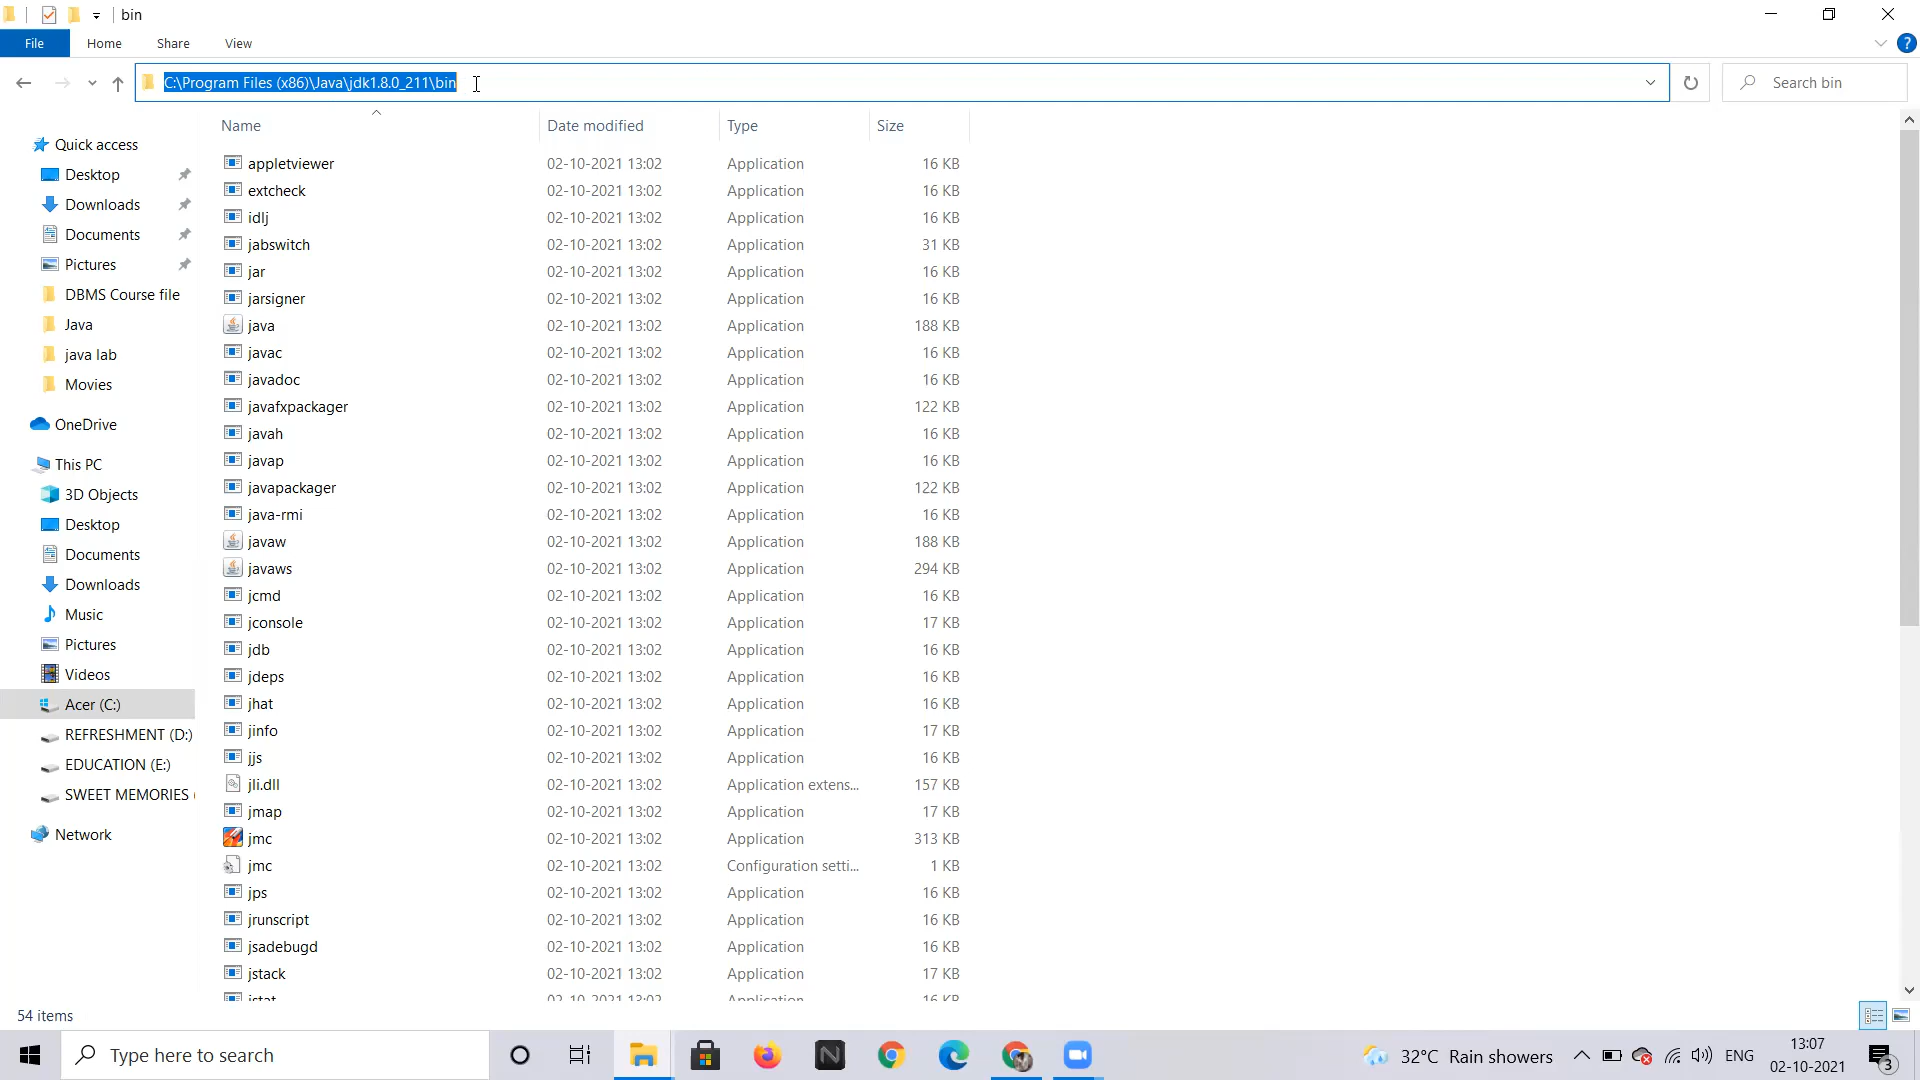 bin
File Home Share View
C:\Program Files (x86)\Java\jdk1.8.0_211\bin
Search bin
Name Date modified Type Size
Quick access
Desktop
Downloads
Documents
Pictures
DBMS Course file
Java
java lab
Movies
OneDrive
This PC
3D Objects
Desktop
Documents
Downloads
Music
Pictures
Videos
Acer (C:)
REFRESHMENT (D:)
EDUCATION (E:)
SWEET MEMORIES (
Network
appletviewer 02-10-2021 13:02 Application 16 KB
extcheck 02-10-2021 13:02 Application 16 KB
idlj 02-10-2021 13:02 Application 16 KB
jabswitch 02-10-2021 13:02 Application 31 KB
jar 02-10-2021 13:02 Application 16 KB
jarsigner 02-10-2021 13:02 Application 16 KB
java 02-10-2021 13:02 Application 188 KB
javac 02-10-2021 13:02 Application 16 KB
javadoc 02-10-2021 13:02 Application 16 KB
javafxpackager 02-10-2021 13:02 Application 122 KB
javah 02-10-2021 13:02 Application 16 KB
javap 02-10-2021 13:02 Application 16 KB
javapackager 02-10-2021 13:02 Application 122 KB
java-rmi 02-10-2021 13:02 Application 16 KB
javaw 02-10-2021 13:02 Application 188 KB
javaws 02-10-2021 13:02 Application 294 KB
jcmd 02-10-2021 13:02 Application 16 KB
jconsole 02-10-2021 13:02 Application 17 KB
jdb 02-10-2021 13:02 Application 16 KB
jdeps 02-10-2021 13:02 Application 16 KB
jhat 02-10-2021 13:02 Application 16 KB
jinfo 02-10-2021 13:02 Application 17 KB
jjs 02-10-2021 13:02 Application 16 KB
jli.dll 02-10-2021 13:02 Application extens... 157 KB
jmap 02-10-2021 13:02 Application 17 KB
jmc 02-10-2021 13:02 Application 313 KB
jmc 02-10-2021 13:02 Configuration setti... 1 KB
jps 02-10-2021 13:02 Application 16 KB
jrunscript 02-10-2021 13:02 Application 16 KB
jsadebugd 02-10-2021 13:02 Application 16 KB
jstack 02-10-2021 13:02 Application 17 KB
jstat 02-10-2021 13:02 Application 16 KB
54 items
Type here to search
32°C Rain showers
ENG
13:07
02-10-2021
3